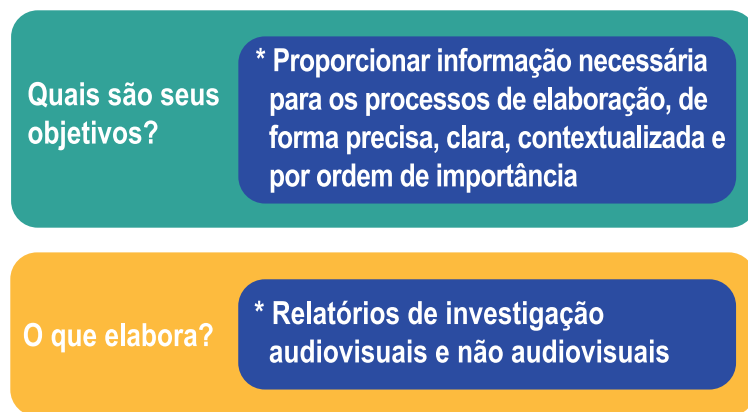 Quais são seus
objetivos?
* Proporcionar informação necessária
para os processos de elaboração, de
forma precisa, clara, contextualizada e
por ordem de importância
O que elabora?
* Relatórios de investigação
audiovisuais e não audiovisuais